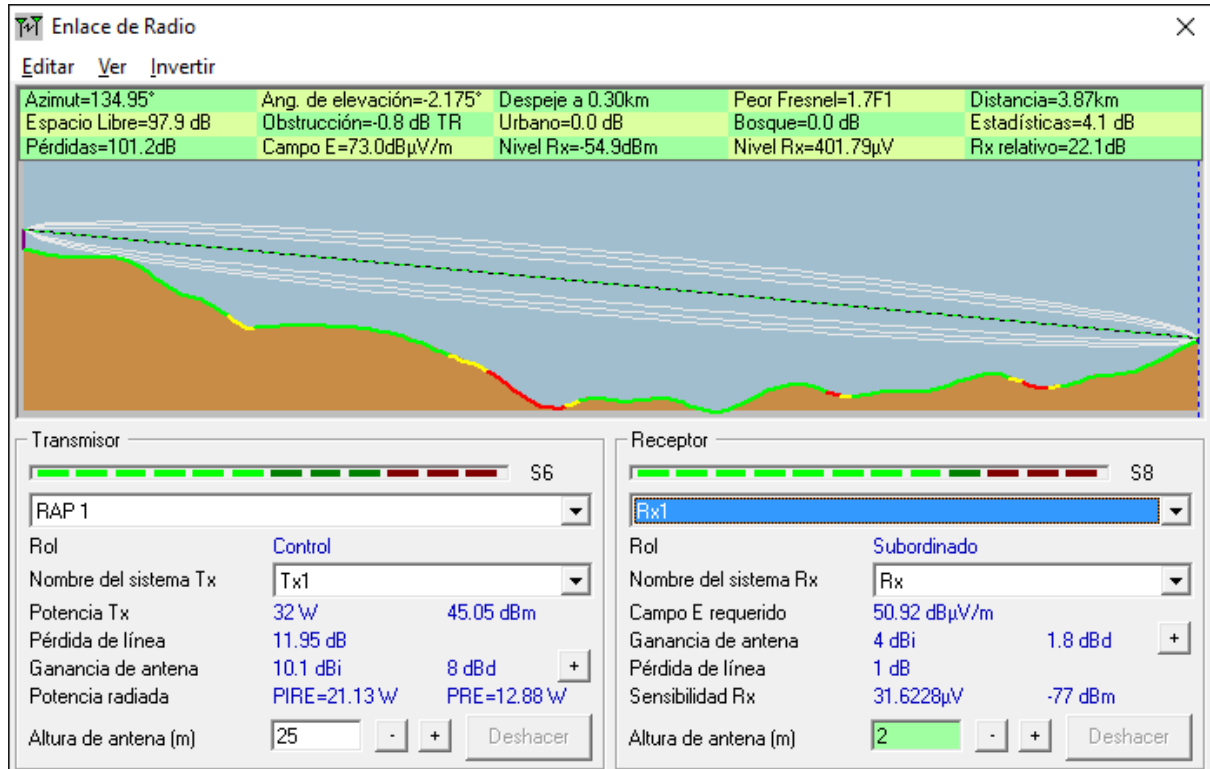 Enlace de Radio
Editar Ver Invertir
Azimut=134.95° Ang. de elevación=-2.175° Despeje a 0.30km Peor Fresnel=1.7F1 Distancia=3.87km
Espacio Libre=97.9 dB Obstrucción=-0.8 dB TR Urbano=0.0 dB Bosque=0.0 dB Estadísticas=4.1 dB
Pérdidas=101.2dB Campo E=73.0dBµV/m Nivel Rx=-54.9dBm Nivel Rx=401.79µV Rx relativo=22.1dB
Transmisor
S6
RAP 1
Rol Control
Nombre del sistema Tx Tx1
Potencia Tx 32 W 45.05 dBm
Pérdida de línea 11.95 dB
Ganancia de antena 10.1 dBi 8 dBd +
Potencia radiada PIRE=21.13 W PRE=12.88 W
Altura de antena (m) 25 - + Deshacer
Receptor
S8
Rx1
Rol Subordinado
Nombre del sistema Rx Rx
Campo E requerido 50.92 dBµV/m
Ganancia de antena 4 dBi 1.8 dBd +
Pérdida de línea 1 dB
Sensibilidad Rx 31.6228µV -77 dBm
Altura de antena (m) 2 - + Deshacer